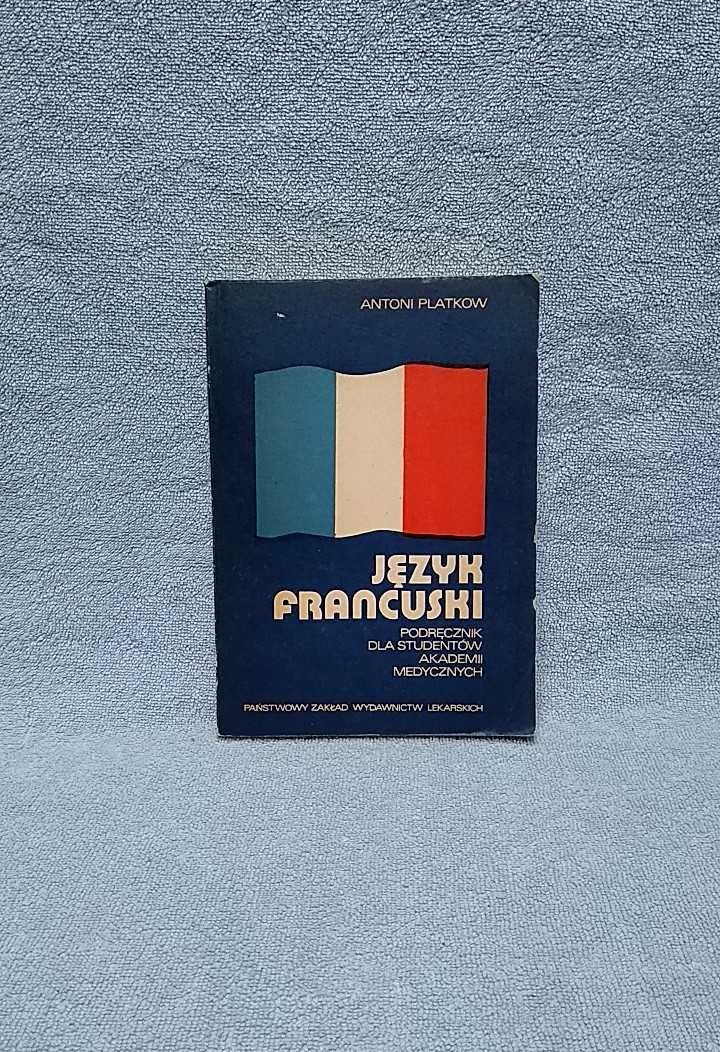 ANTONI PLATKOW
JĘZYK
FRANCUSKI
PODRĘCZNIK
DLA STUDENTÓW
AKADEMII
MEDYCZNYCH
PAŃSTWOWY ZAKŁAD WYDAWNICTW LEKARSKICH